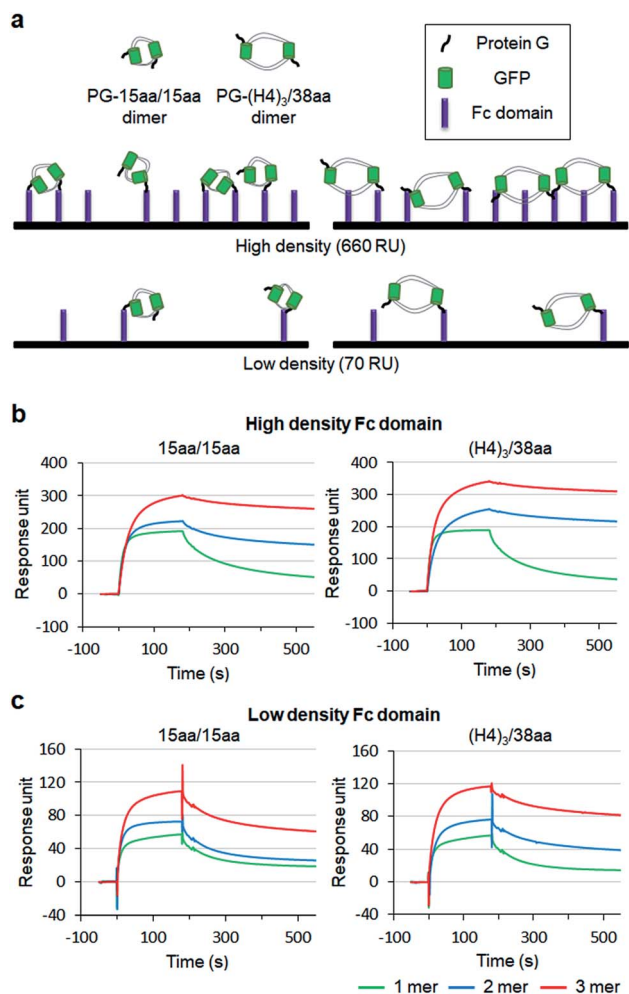 a
PG-15aa/15aa
dimer
PG-(H4)₃/38aa
dimer
Protein G
GFP
Fc domain
High density (660 RU)
Low density (70 RU)
b
High density Fc domain
15aa/15aa
(H4)₃/38aa
Response unit
400
300
200
100
0
-100
-100
100
300
500
Time (s)
Response unit
400
300
200
100
0
-100
-100
100
300
500
Time (s)
c
Low density Fc domain
15aa/15aa
(H4)₃/38aa
Response unit
160
120
80
40
0
-40
-100
100
300
500
Time (s)
Response unit
160
120
80
40
0
-40
-100
100
300
500
Time (s)
1 mer
2 mer
3 mer